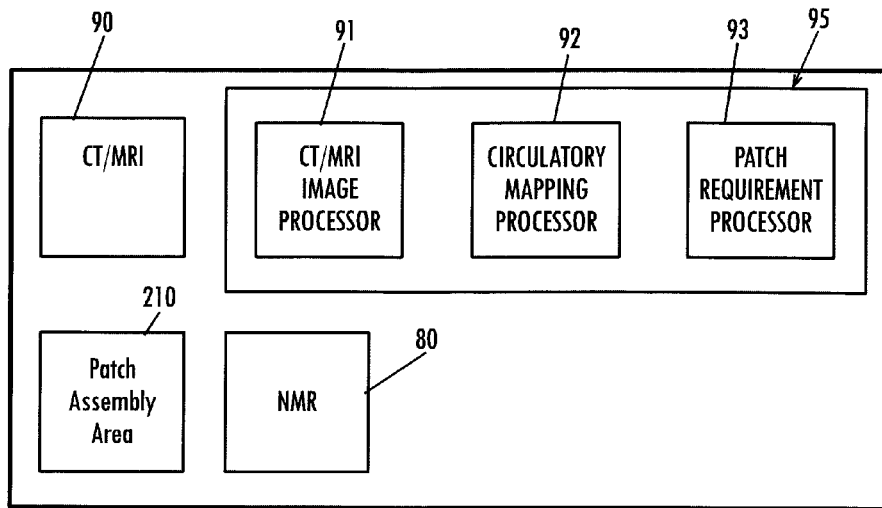 90
91
92
93
95
CT/MRI
CT/MRI
IMAGE
PROCESSOR
CIRCULATORY
MAPPING
PROCESSOR
PATCH
REQUIREMENT
PROCESSOR
210
80
Patch
Assembly
Area
NMR